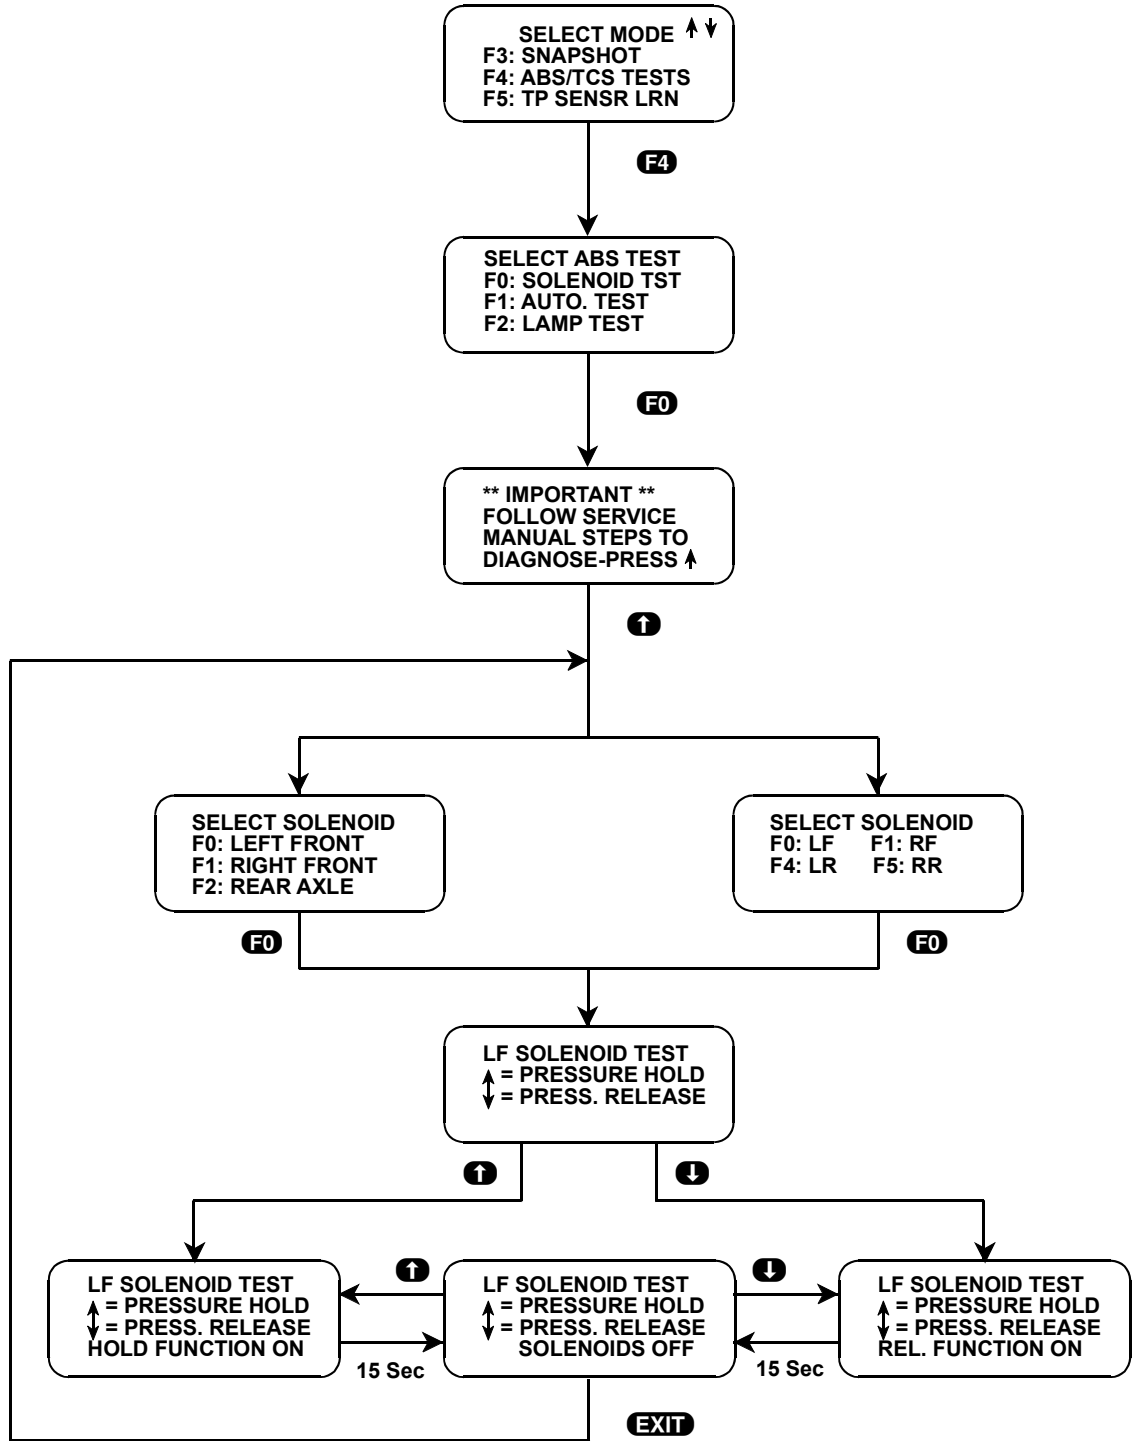 SELECT MODE ↑ ↓
F3: SNAPSHOT
F4: ABS/TCS TESTS
F5: TP SENSR LRN
F4
SELECT ABS TEST
F0: SOLENOID TST
F1: AUTO. TEST
F2: LAMP TEST
F0
** IMPORTANT **
FOLLOW SERVICE
MANUAL STEPS TO
DIAGNOSE-PRESS ↑
↑
SELECT SOLENOID
F0: LEFT FRONT
F1: RIGHT FRONT
F2: REAR AXLE
F0
SELECT SOLENOID
F0: LF F1: RF
F4: LR F5: RR
F0
LF SOLENOID TEST
↑ = PRESSURE HOLD
↓ = PRESS. RELEASE
↑
↓
LF SOLENOID TEST
↑ = PRESSURE HOLD
↓ = PRESS. RELEASE
HOLD FUNCTION ON
↑
15 Sec
LF SOLENOID TEST
↑ = PRESSURE HOLD
↓ = PRESS. RELEASE
SOLENOIDS OFF
↓
15 Sec
LF SOLENOID TEST
↑ = PRESSURE HOLD
↓ = PRESS. RELEASE
REL. FUNCTION ON
EXIT